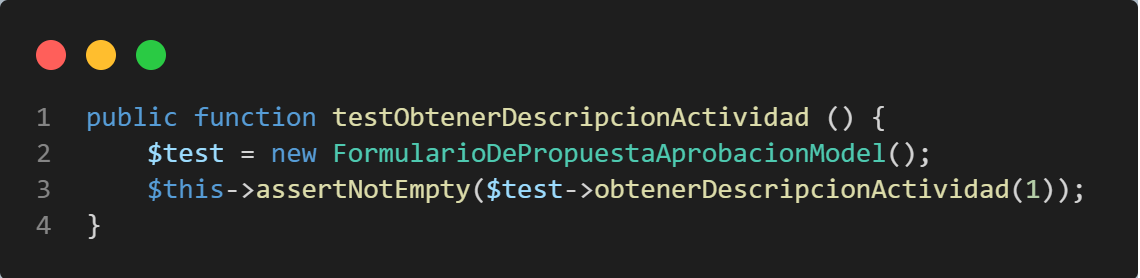 1 public function testObtenerDescripcionActividad () {
2     $test = new FormularioDePropuestaAprobacionModel();
3     $this->assertNotEmpty($test->obtenerDescripcionActividad(1));
4 }